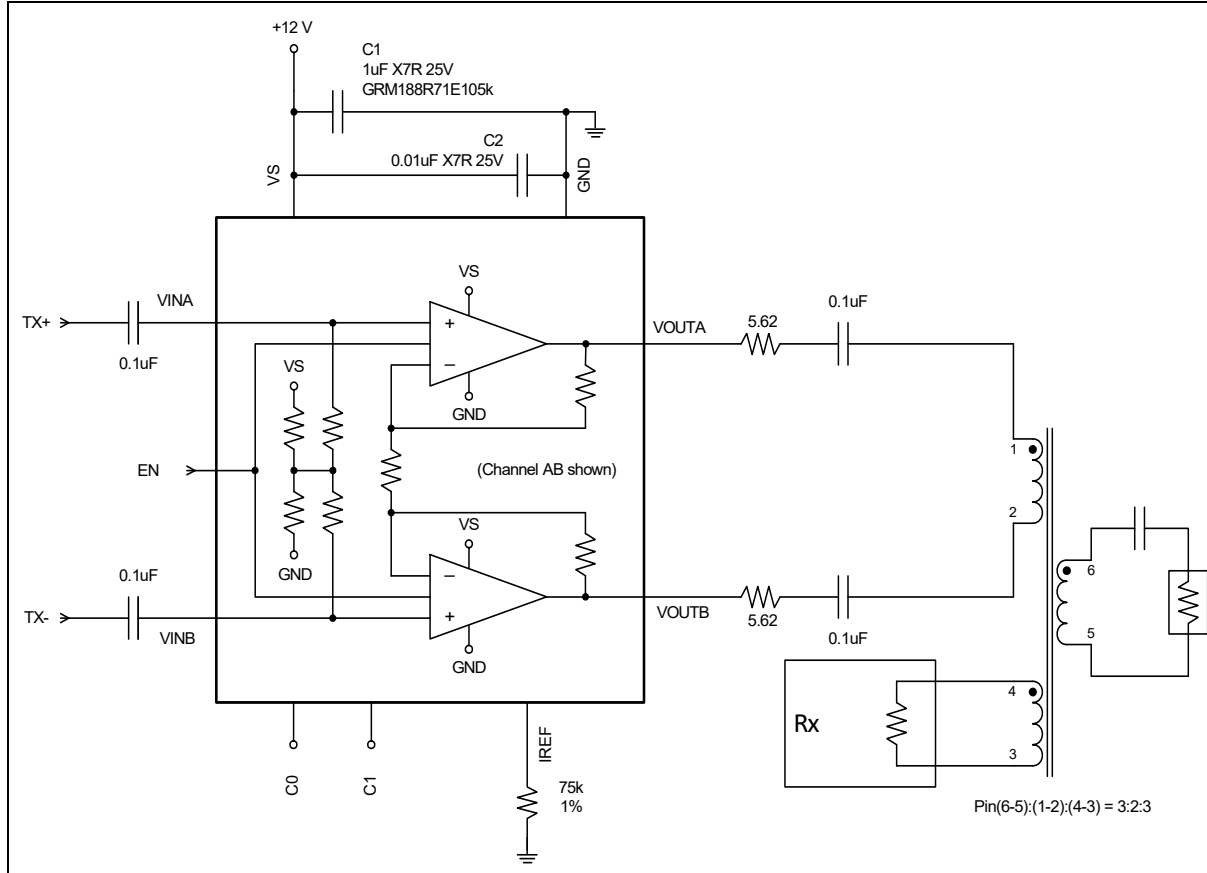 +12 V
C1
1uF X7R 25V
GRM188R71E105k
C2
0.01uF X7R 25V
VS
GND
VS
0.1uF
TX+
VINA
+
VOUTA
5.62
0.1uF
−
VS
GND
1
EN
(Channel AB shown)
2
VS
6
GND
0.1uF
−
TX-
+
VOUTB
5
VINB
5.62
0.1uF
GND
4
Rx
3
IREF
C0
C1
75k
1%
Pin(6-5):(1-2):(4-3) = 3:2:3